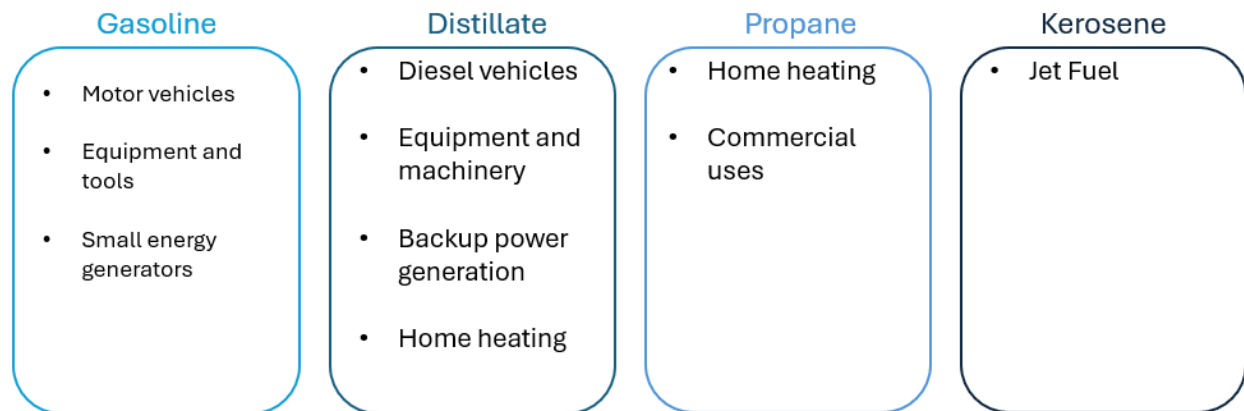 Gasoline
• Motor vehicles
• Equipment and
tools
• Small energy
generators
Distillate
• Diesel vehicles
• Equipment and
machinery
• Backup power
generation
• Home heating
Propane
• Home heating
• Commercial
uses
Kerosene
• Jet Fuel